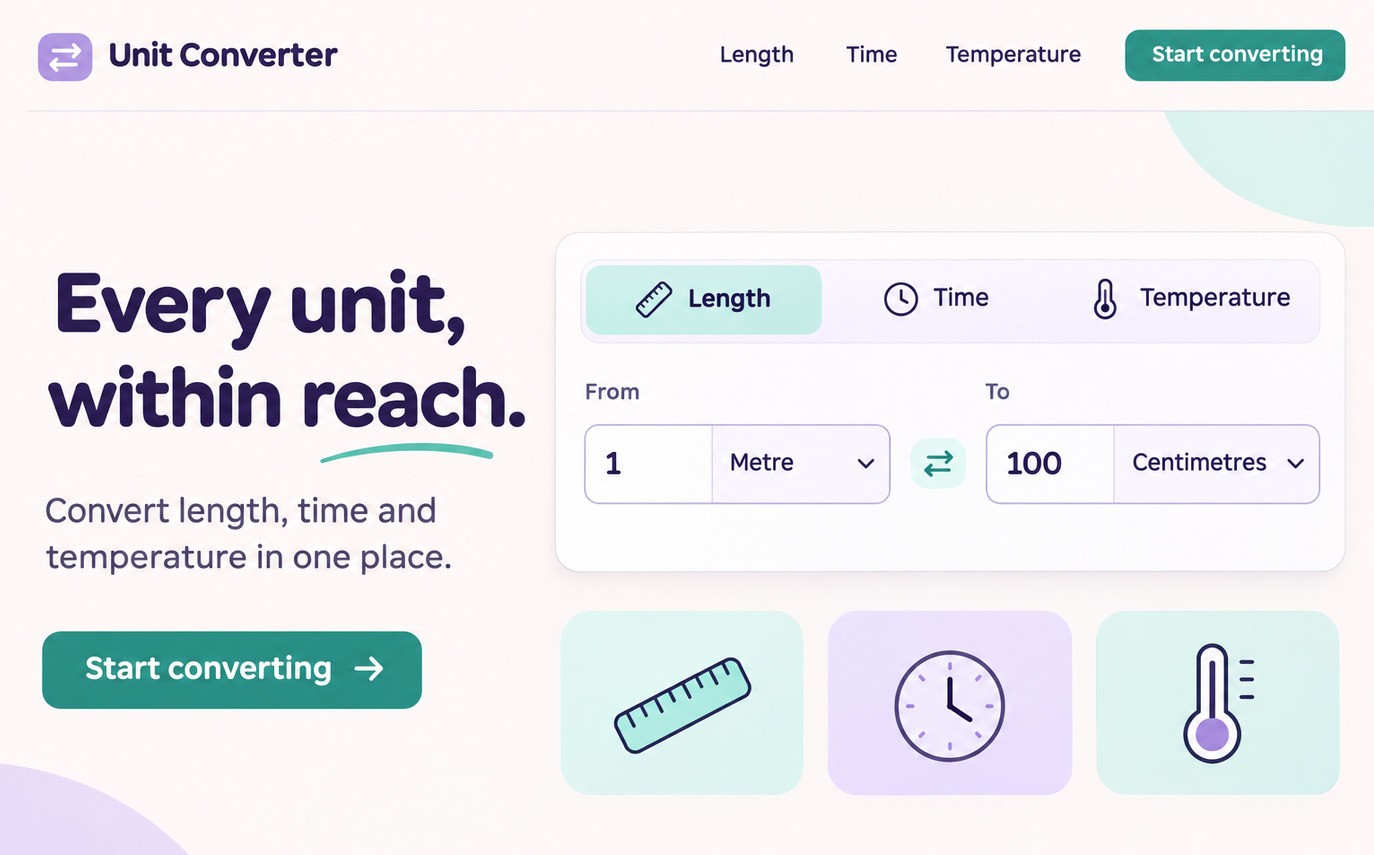 Unit Converter
Length
Time
Temperature
Start converting
Every unit,
within reach.
Convert length, time and
temperature in one place.
Start converting
Length
Time
Temperature
From
To
1
Metre
100
Centimetres